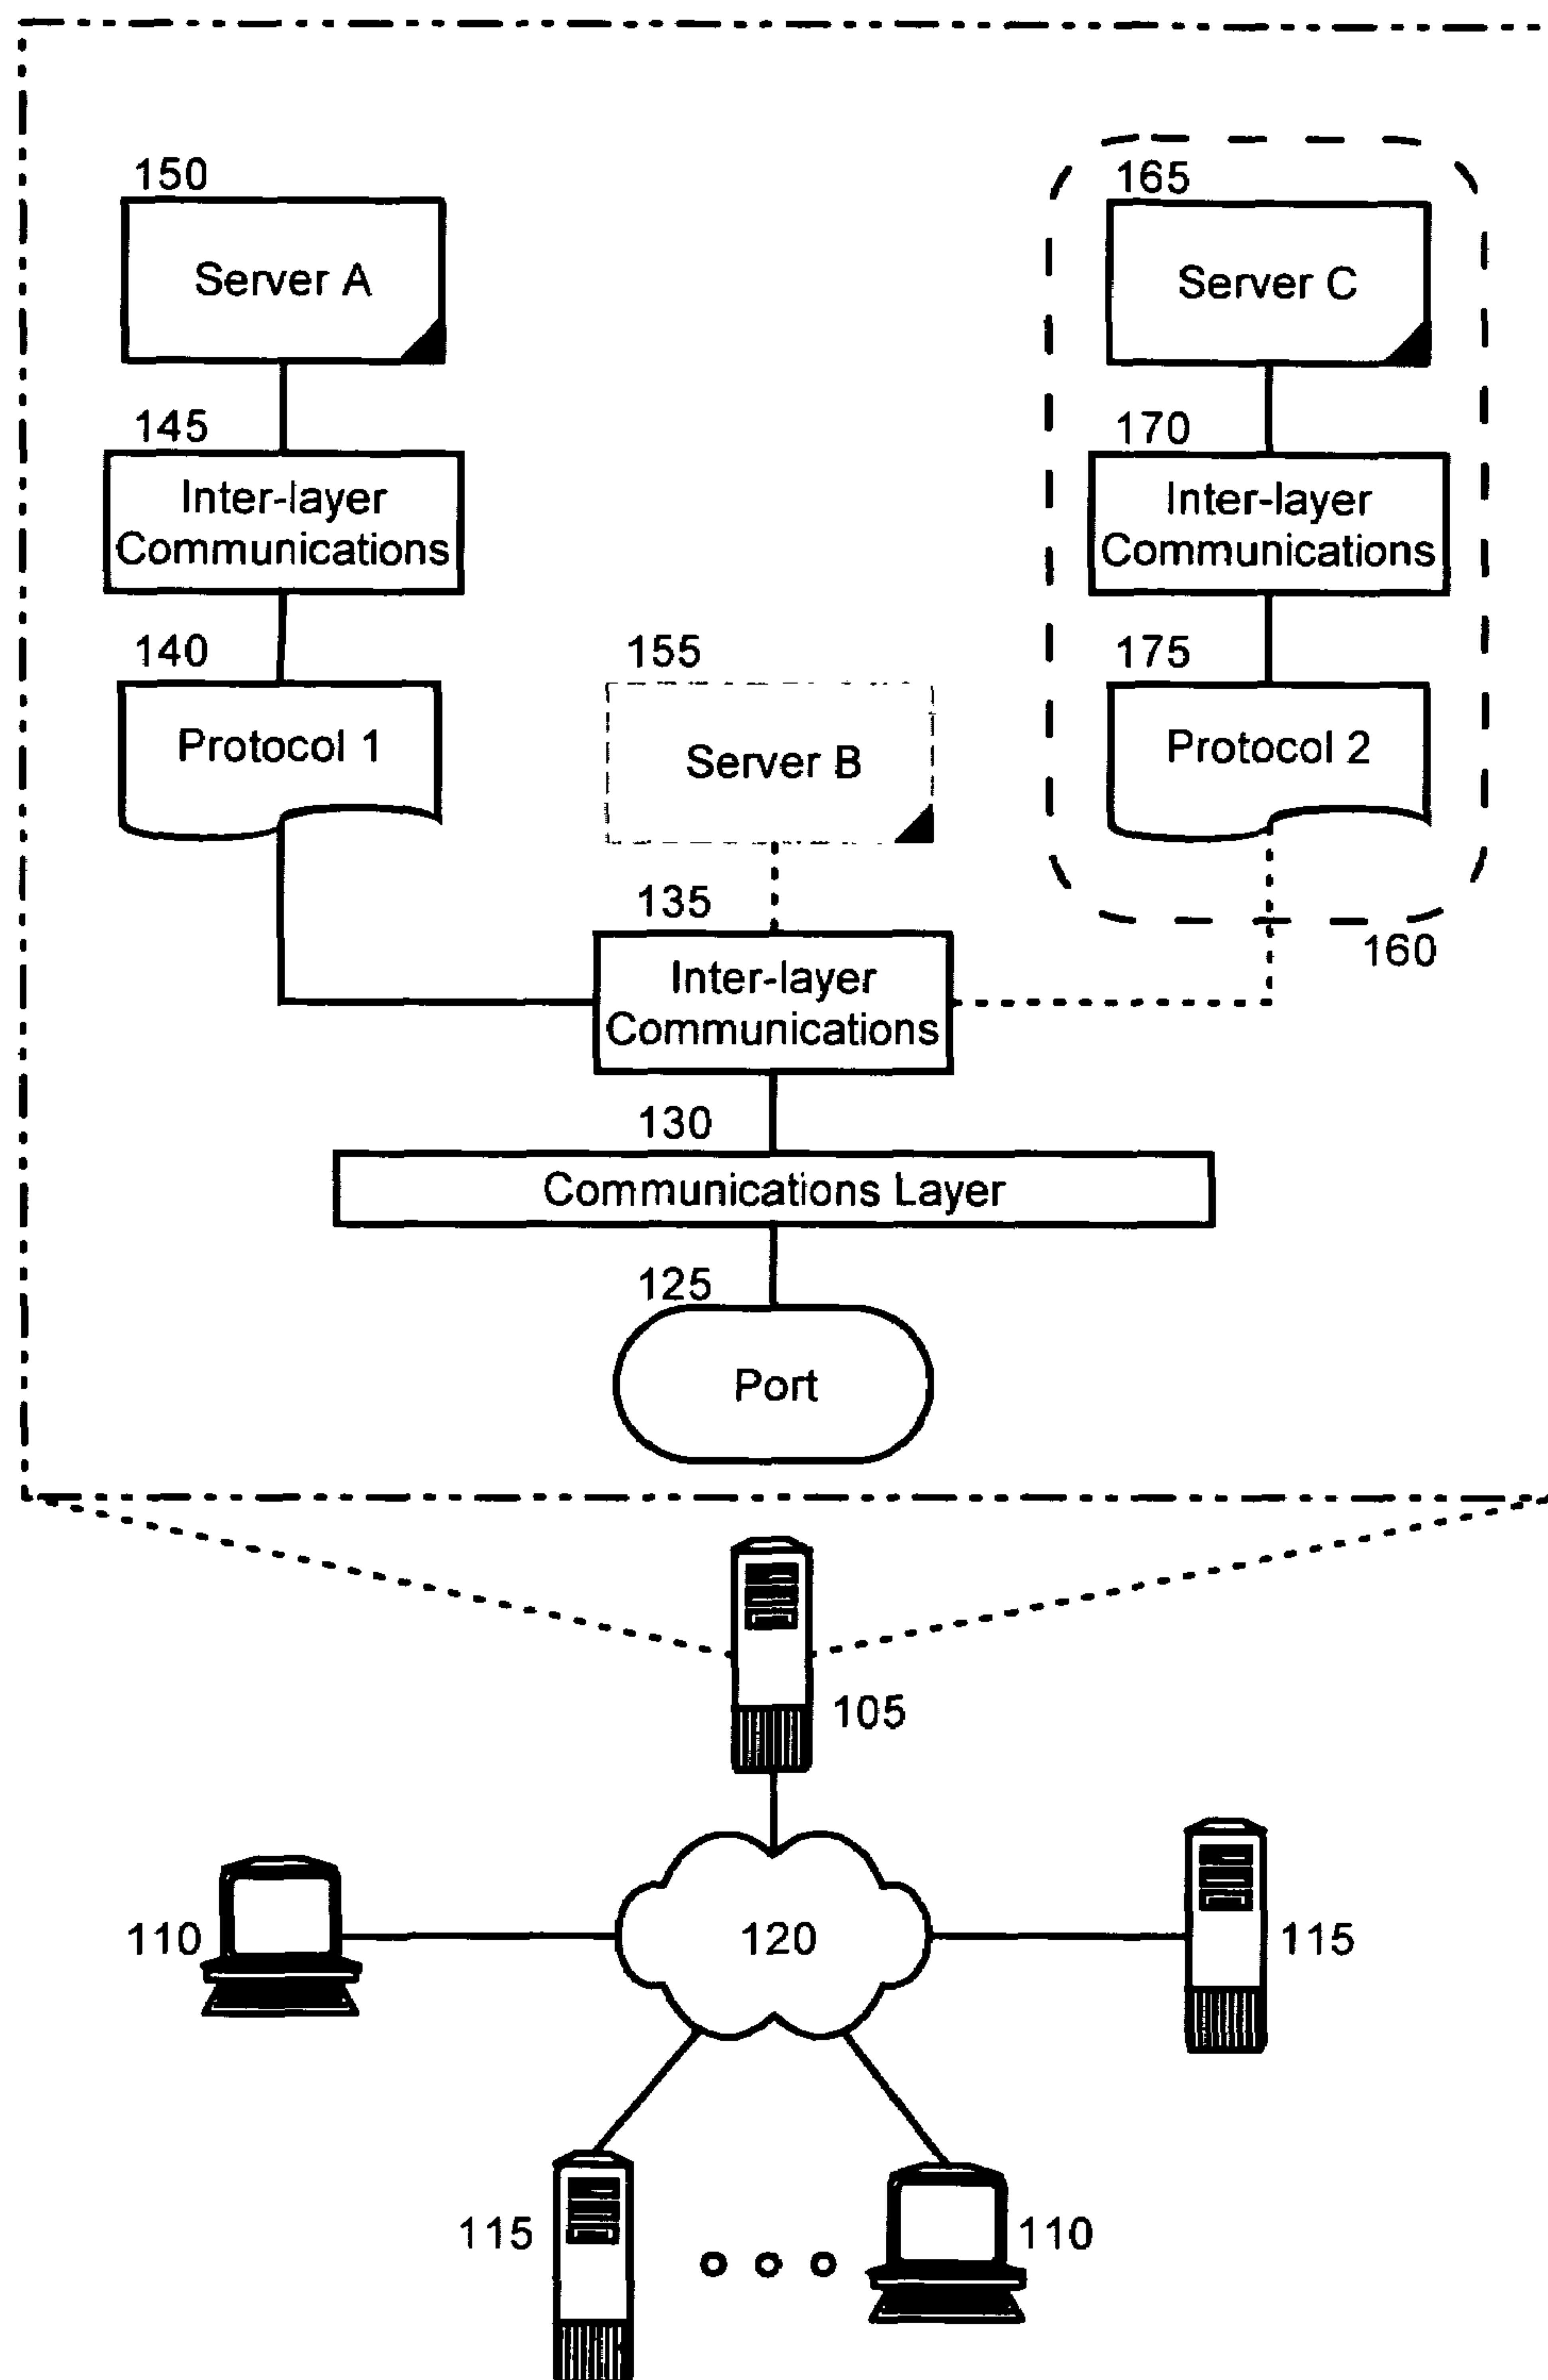 150
165
Server A
Server C
145
170
Inter-layer
Communications
Inter-layer
Communications
140
155
175
Protocol 1
Server B
Protocol 2
135
160
Inter-layer
Communications
130
Communications Layer
125
Port
105
110
120
115
115
110